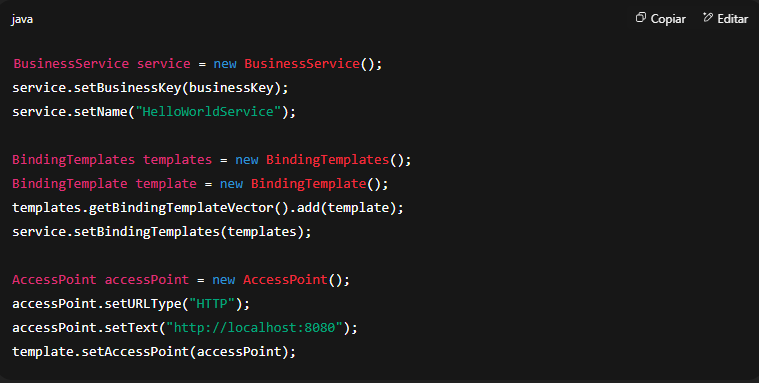 java
Copiar
Editar
BusinessService service = new BusinessService();
service.setBusinessKey(businessKey);
service.setName("HelloWorldService");
BindingTemplates templates = new BindingTemplates();
BindingTemplate template = new BindingTemplate();
templates.getBindingTemplateVector().add(template);
service.setBindingTemplates(templates);
AccessPoint accessPoint = new AccessPoint();
accessPoint.setURLType("HTTP");
accessPoint.setText("http://localhost:8080");
template.setAccessPoint(accessPoint);